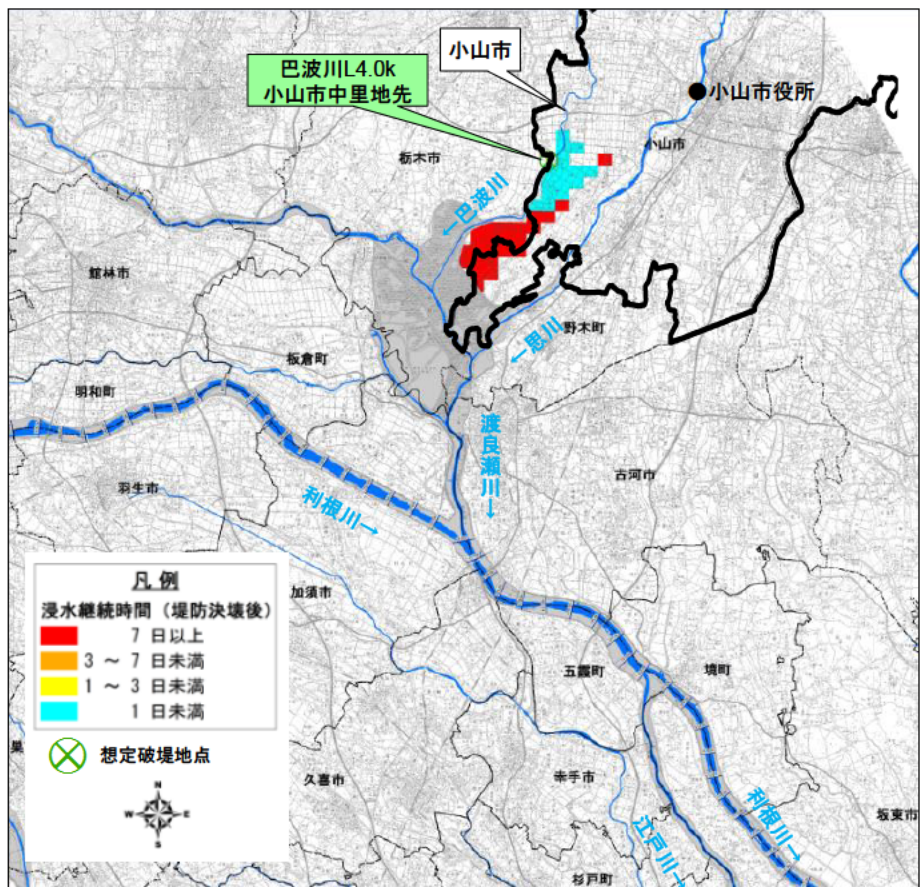 巴波川L4.0k
小山市中里地先
小山市
小山市役所
栃木市
小山市
←巴波川
館林市
野木町
←思川
板倉町
明和町
渡良瀬川→
古河市
羽生市
利根川→
凡例
浸水継続時間（堤防決壊後）
7 日以上
3 ～ 7 日未満
1 ～ 3 日未満
1 日未満
想定破堤地点
N
W
E
S
加須市
五霞町
境町
久喜市
幸手市
坂東市
利根川→
江戸川→
杉戸町